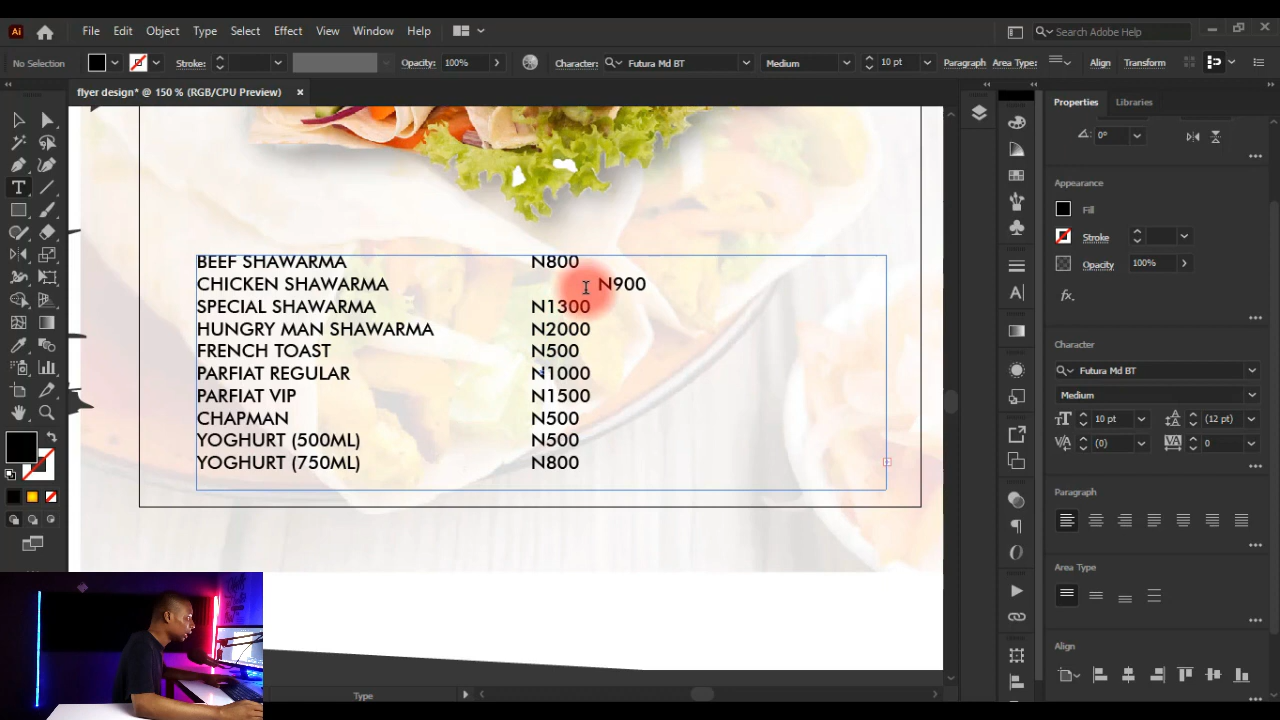 Ai File Edit Object Type Select Effect View Window Help Search Adobe Help
No Selection Stroke: Opacity: 100% Character: Futura Md BT Medium 10 pt Paragraph Area Type: Align Transform
flyer design* @ 150 % (RGB/CPU Preview)
Properties Libraries
0°
Appearance
Fill
Stroke
Opacity 100%
fx.
Character
Futura Md BT
Medium
10 pt (12 pt)
(0) 0
Paragraph
Area Type
Align
BEEF SHAWARMA N800
CHICKEN SHAWARMA N900
SPECIAL SHAWARMA N1300
HUNGRY MAN SHAWARMA N2000
FRENCH TOAST N500
PARFIAT REGULAR N1000
PARFIAT VIP N1500
CHAPMAN N500
YOGHURT (500ML) N500
YOGHURT (750ML) N800
Type